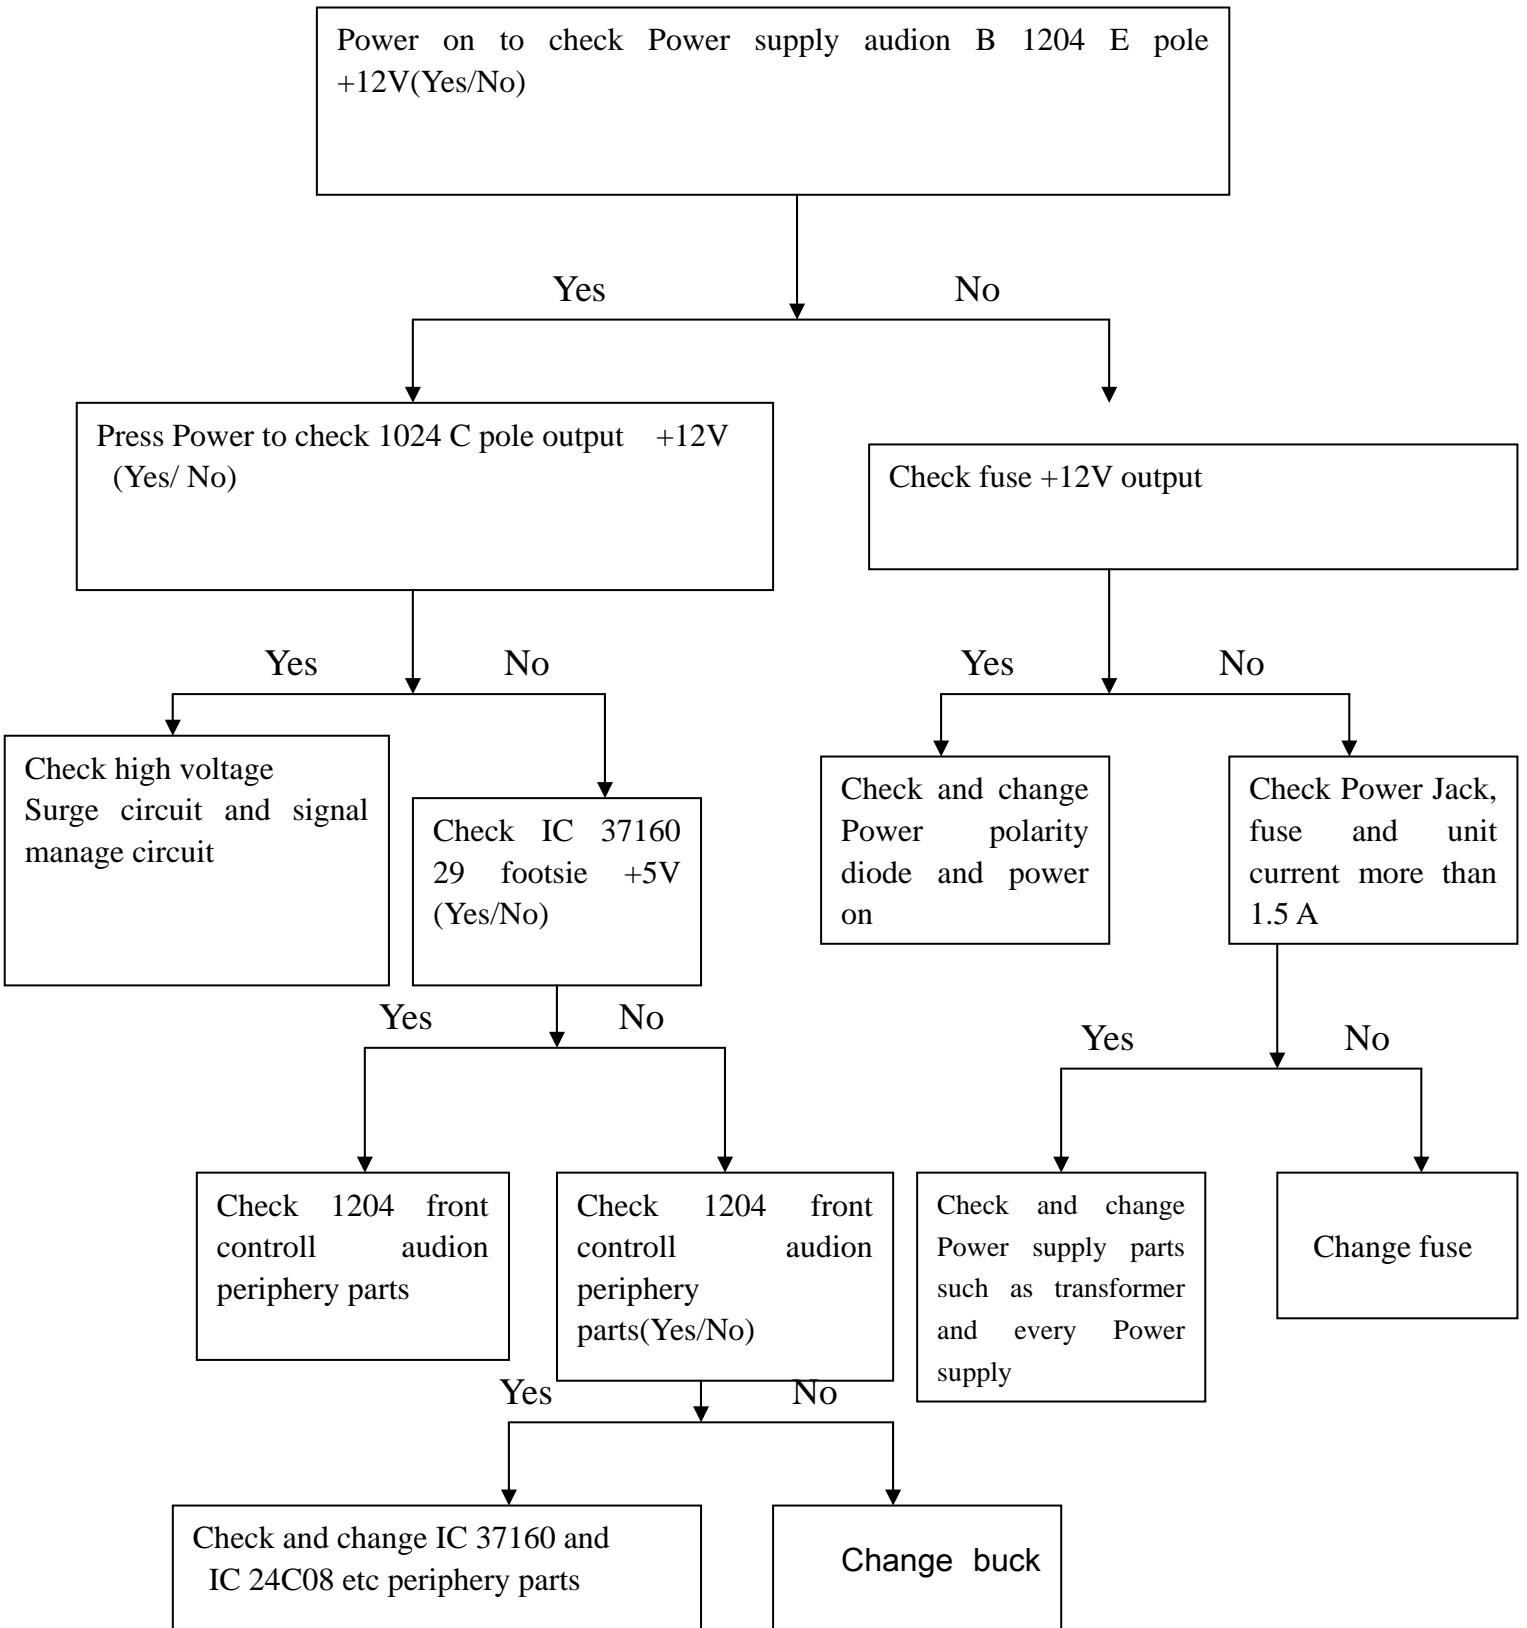 Power on to check Power supply audion B 1204 E pole
+12V(Yes/No)
Yes
No
Press Power to check 1024 C pole output +12V
(Yes/ No)
Check fuse +12V output
Yes
No
Yes
No
Check high voltage
Surge circuit and signal
manage circuit
Check IC 37160
29 footsie +5V
(Yes/No)
Check and change
Power polarity
diode and power
on
Check Power Jack,
fuse and unit
current more than
1.5 A
Yes
No
Yes
No
Check 1204 front
controll audion
periphery parts
Check 1204 front
controll audion
periphery
parts(Yes/No)
Check and change
Power supply parts
such as transformer
and every Power
supply
Change fuse
Yes
No
Check and change IC 37160 and
IC 24C08 etc periphery parts
Change buck